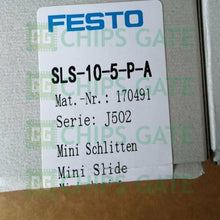 FESTO
SLS-10-5-P-A
Mat.-Nr.: 170491
Serie: J502
Mini Schlitten
Mini Slide
CHIPS GATE